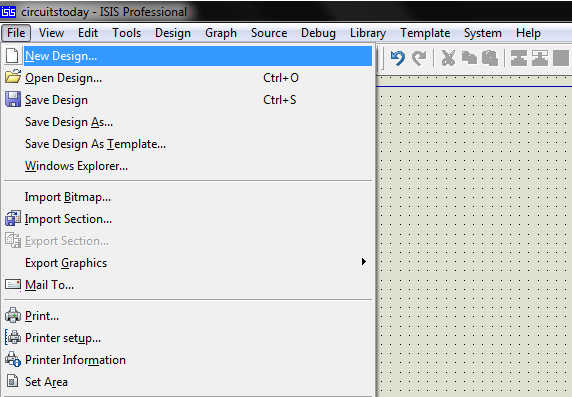 ISIS circuitstoday - ISIS Professional
File View Edit Tools Design Graph Source Debug Library Template System Help
New Design...
Open Design... Ctrl+O
Save Design Ctrl+S
Save Design As...
Save Design As Template...
Windows Explorer...
Import Bitmap...
Import Section...
Export Section...
Export Graphics
Mail To...
Print...
Printer setup...
Printer Information
Set Area